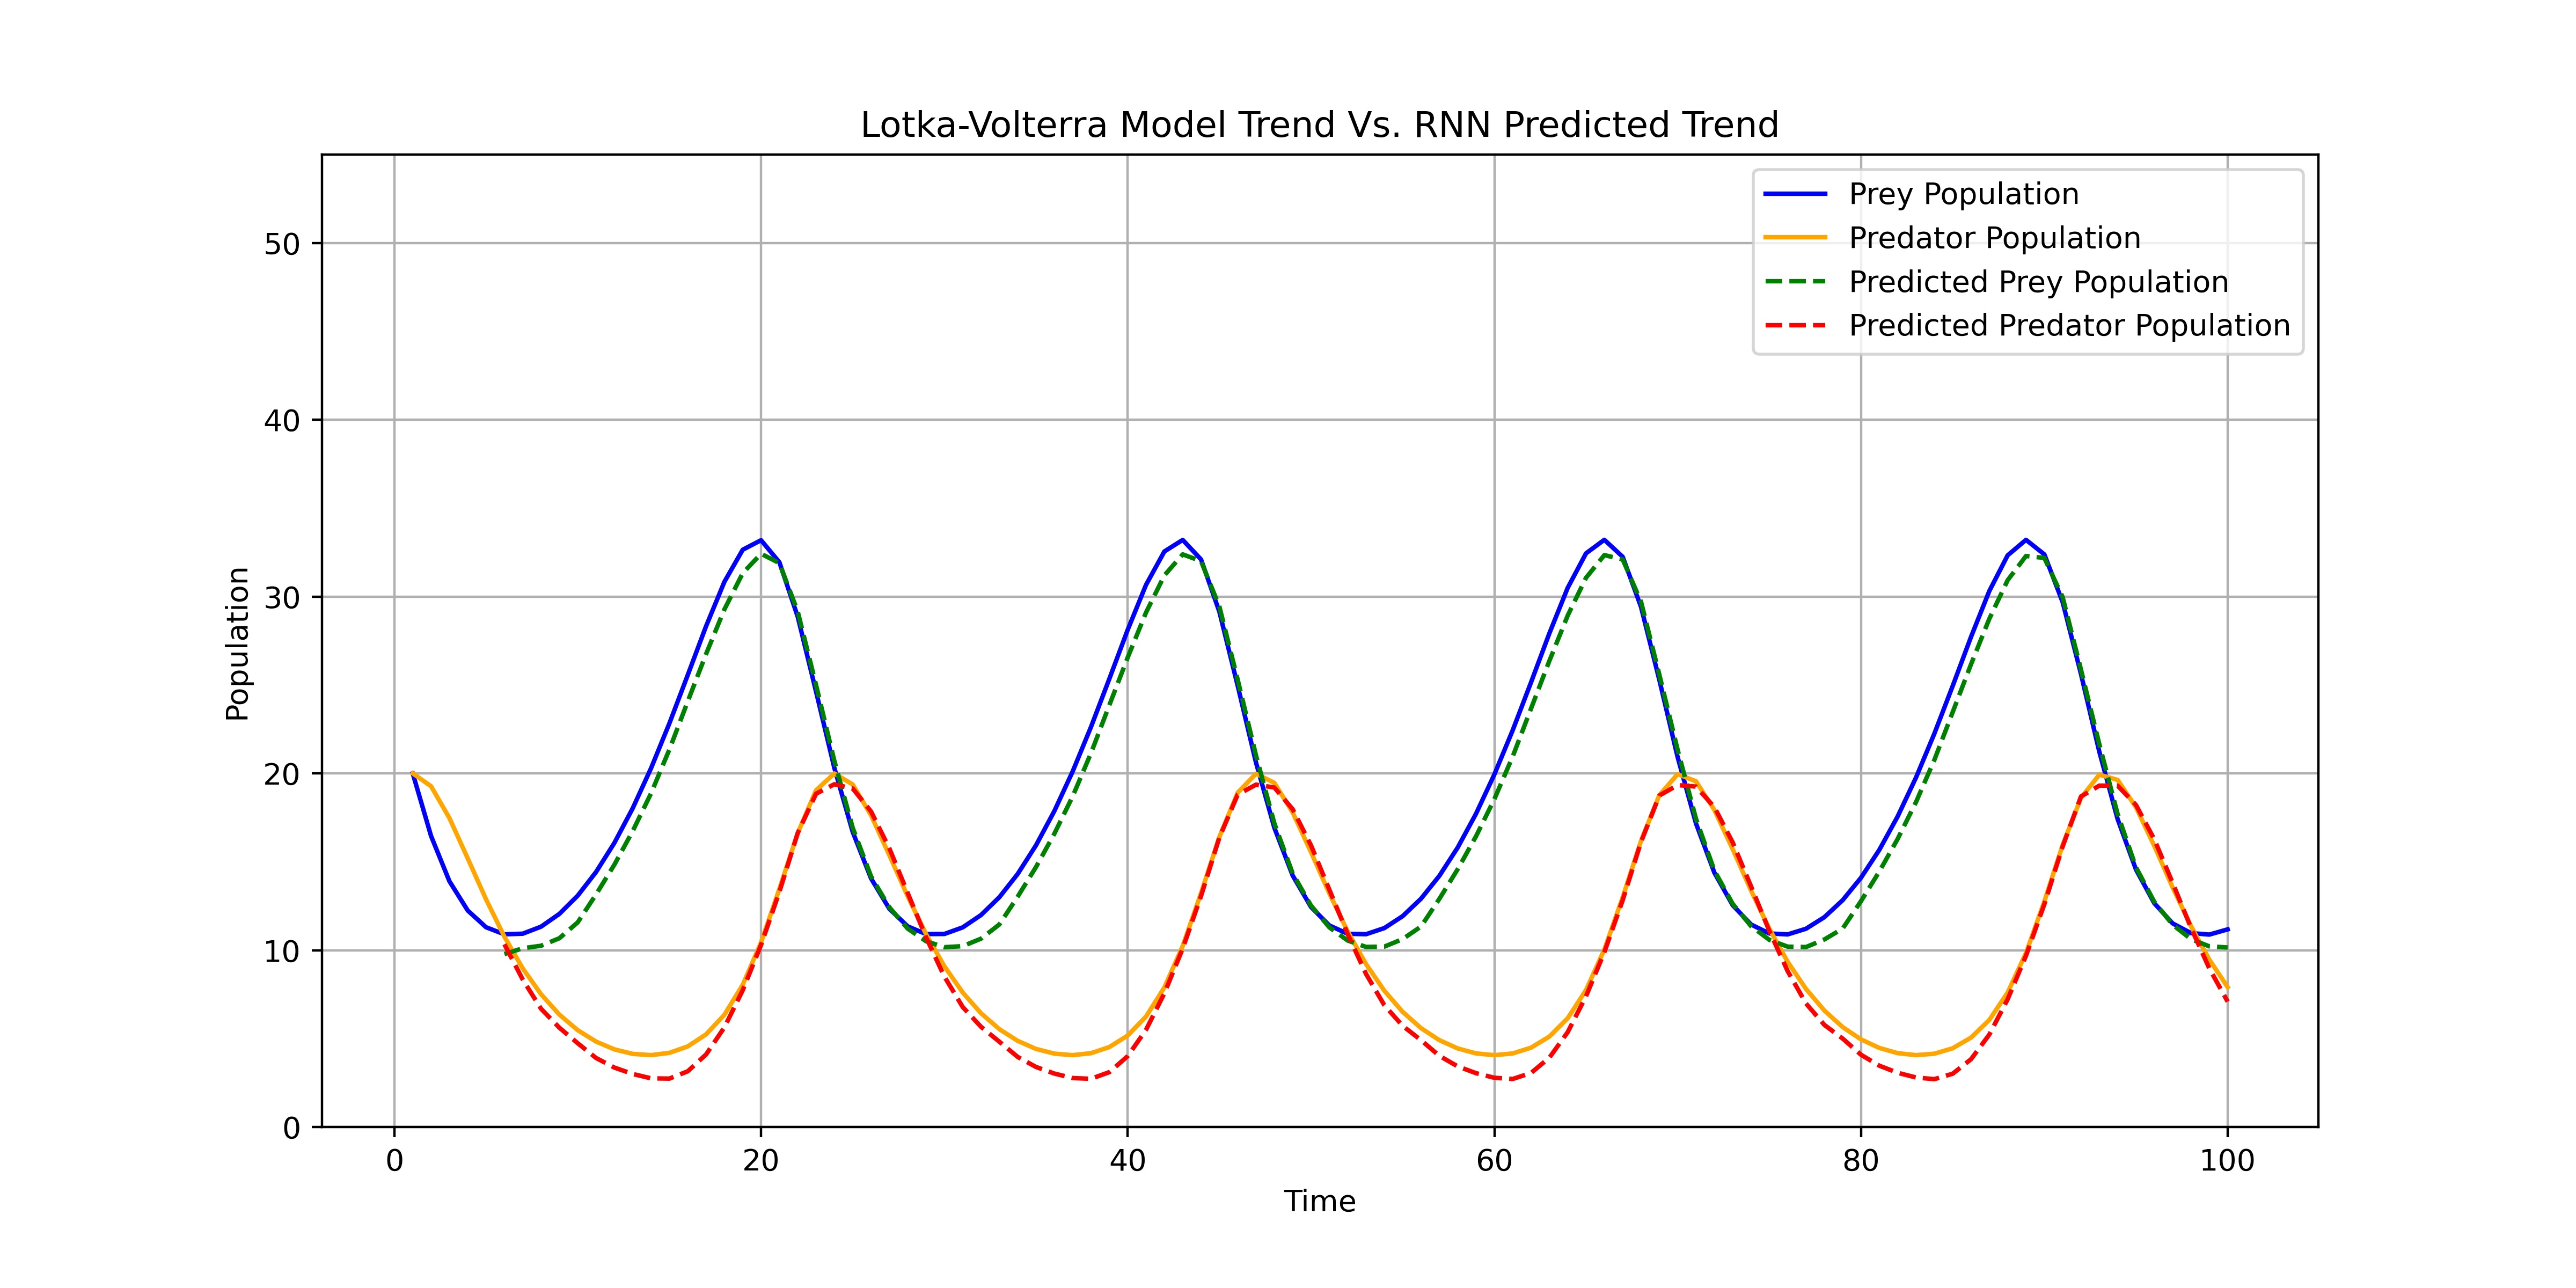 Lotka-Volterra Model Trend Vs. RNN Predicted Trend
Prey Population
Predator Population
Predicted Prey Population
Predicted Predator Population
Population
50
40
30
20
10
0
0 20 40 60 80 100
Time